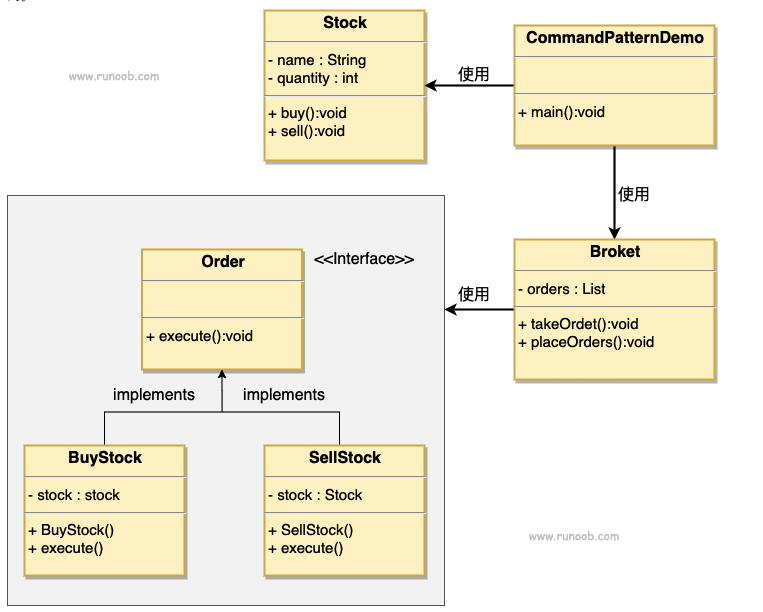 Stock
- name : String
- quantity : int
+ buy():void
+ sell():void
www.runoob.com
使用
CommandPatternDemo
+ main():void
使用
Order
<<Interface>>
+ execute():void
使用
Broket
- orders : List
+ takeOrdet():void
+ placeOrders():void
implements
implements
BuyStock
- stock : stock
+ BuyStock()
+ execute()
SellStock
- stock : Stock
+ SellStock()
+ execute()
www.runoob.com